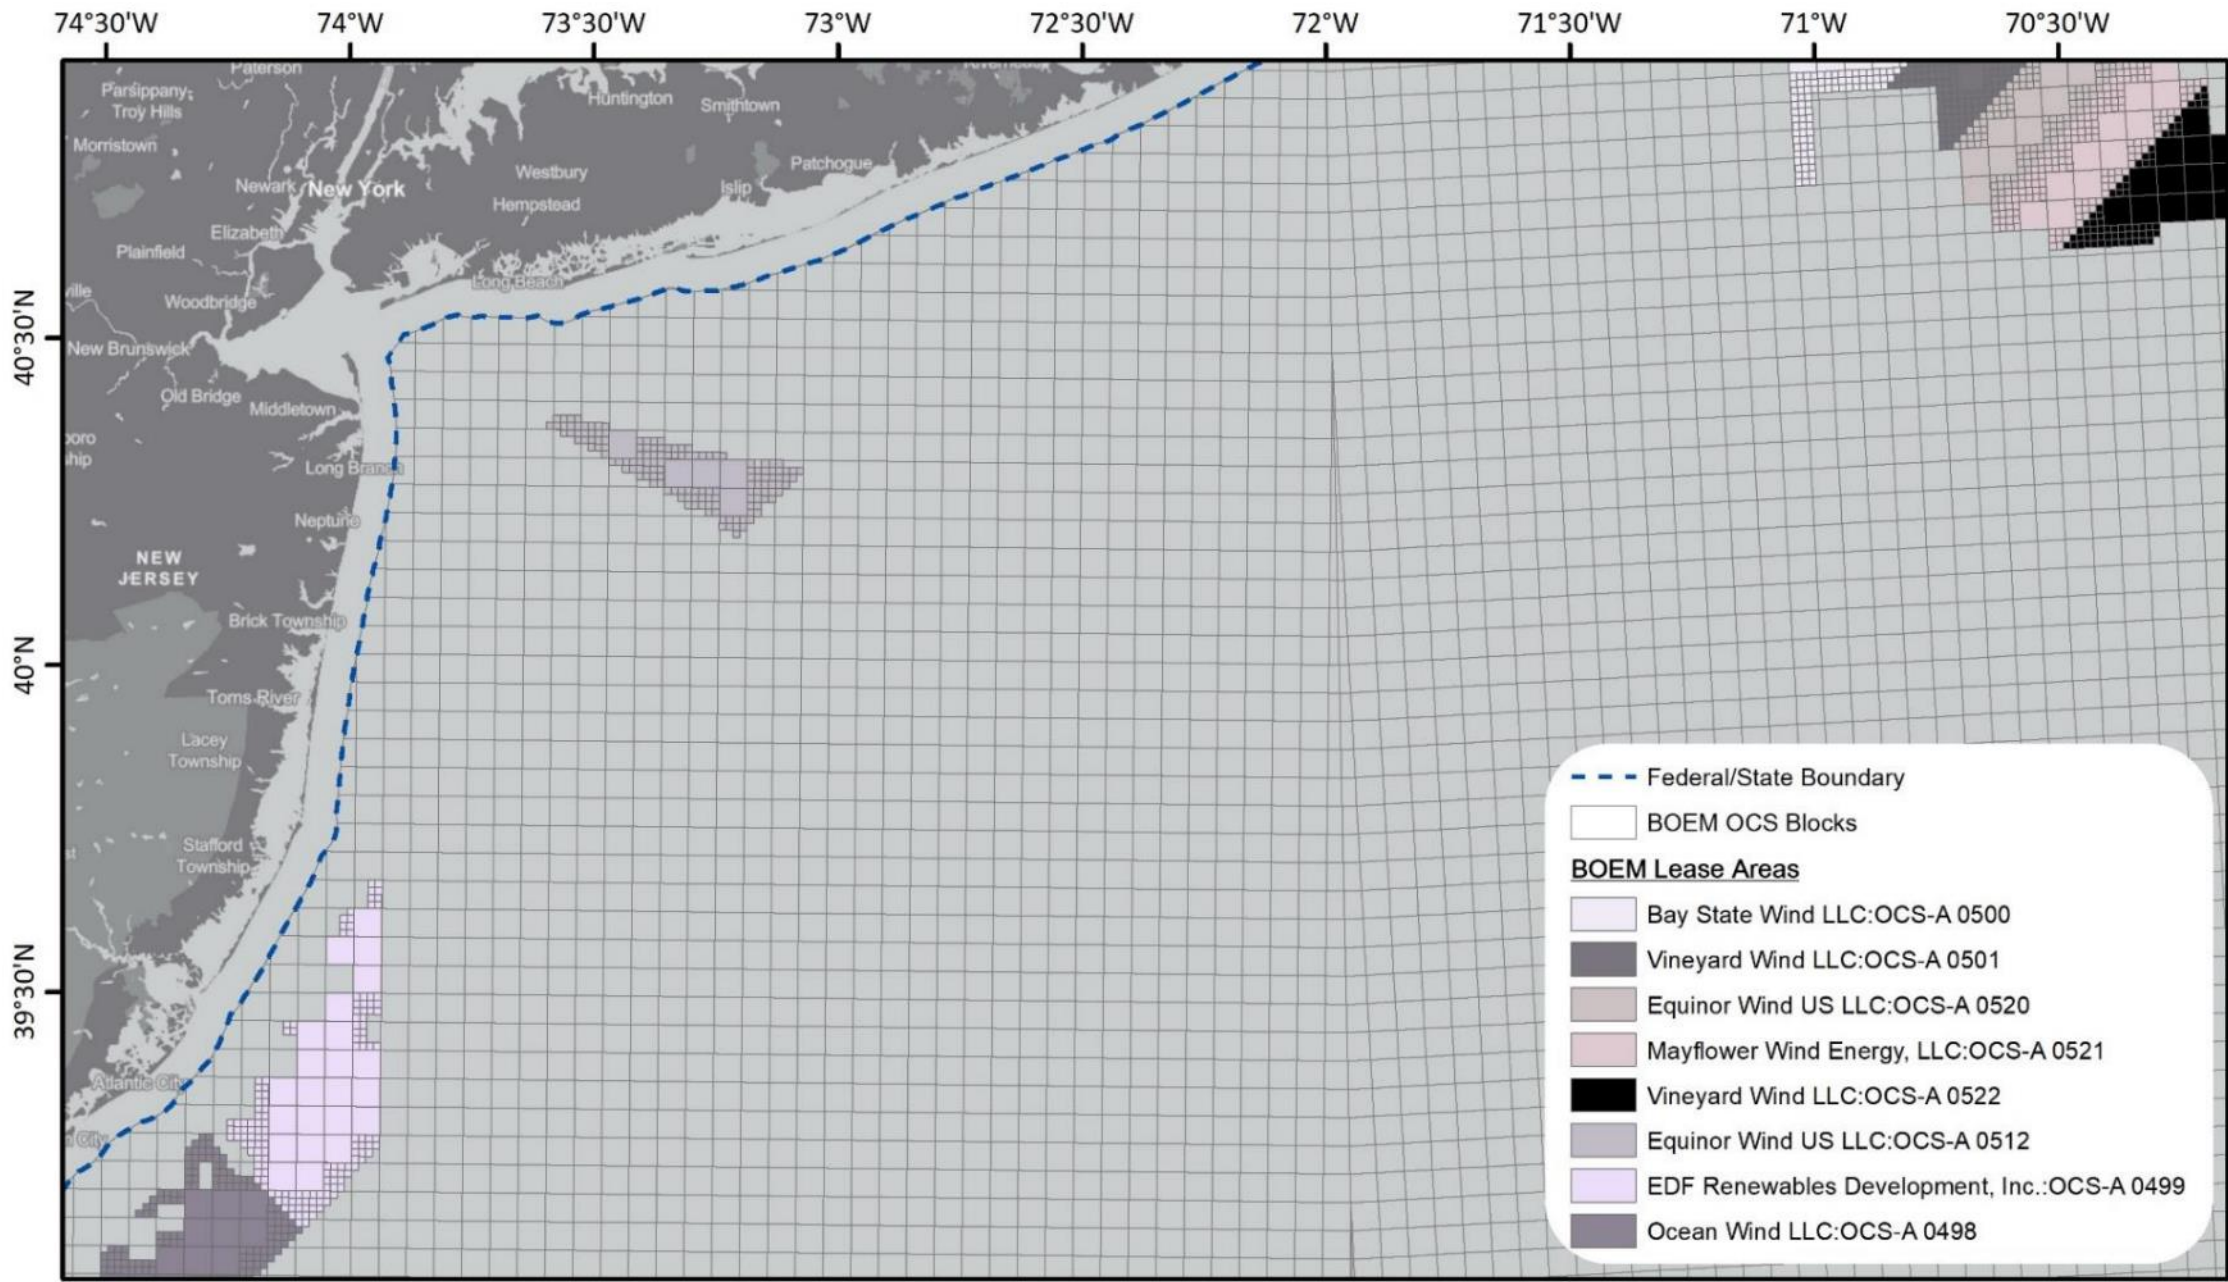 74°30'W 74°W 73°30'W 73°W 72°30'W 72°W 71°30'W 71°W 70°30'W
40°30'N
40°N
39°30'N
Paterson
Parsippany-
Troy Hills
Morristown
Huntington
Smithtown
Westbury
Patchogue
Newark
New York
Islip
Hempstead
Elizabeth
Plainfield
Long Beach
ville
Woodbridge
New Brunswick
Old Bridge
Middletown
boro
ship
Long Branch
Neptune
NEW
JERSEY
Brick Township
Toms River
Lacey
Township
Stafford
Township
st
Atlantic City
City
Federal/State Boundary
BOEM OCS Blocks
BOEM Lease Areas
Bay State Wind LLC:OCS-A 0500
Vineyard Wind LLC:OCS-A 0501
Equinor Wind US LLC:OCS-A 0520
Mayflower Wind Energy, LLC:OCS-A 0521
Vineyard Wind LLC:OCS-A 0522
Equinor Wind US LLC:OCS-A 0512
EDF Renewables Development, Inc.:OCS-A 0499
Ocean Wind LLC:OCS-A 0498